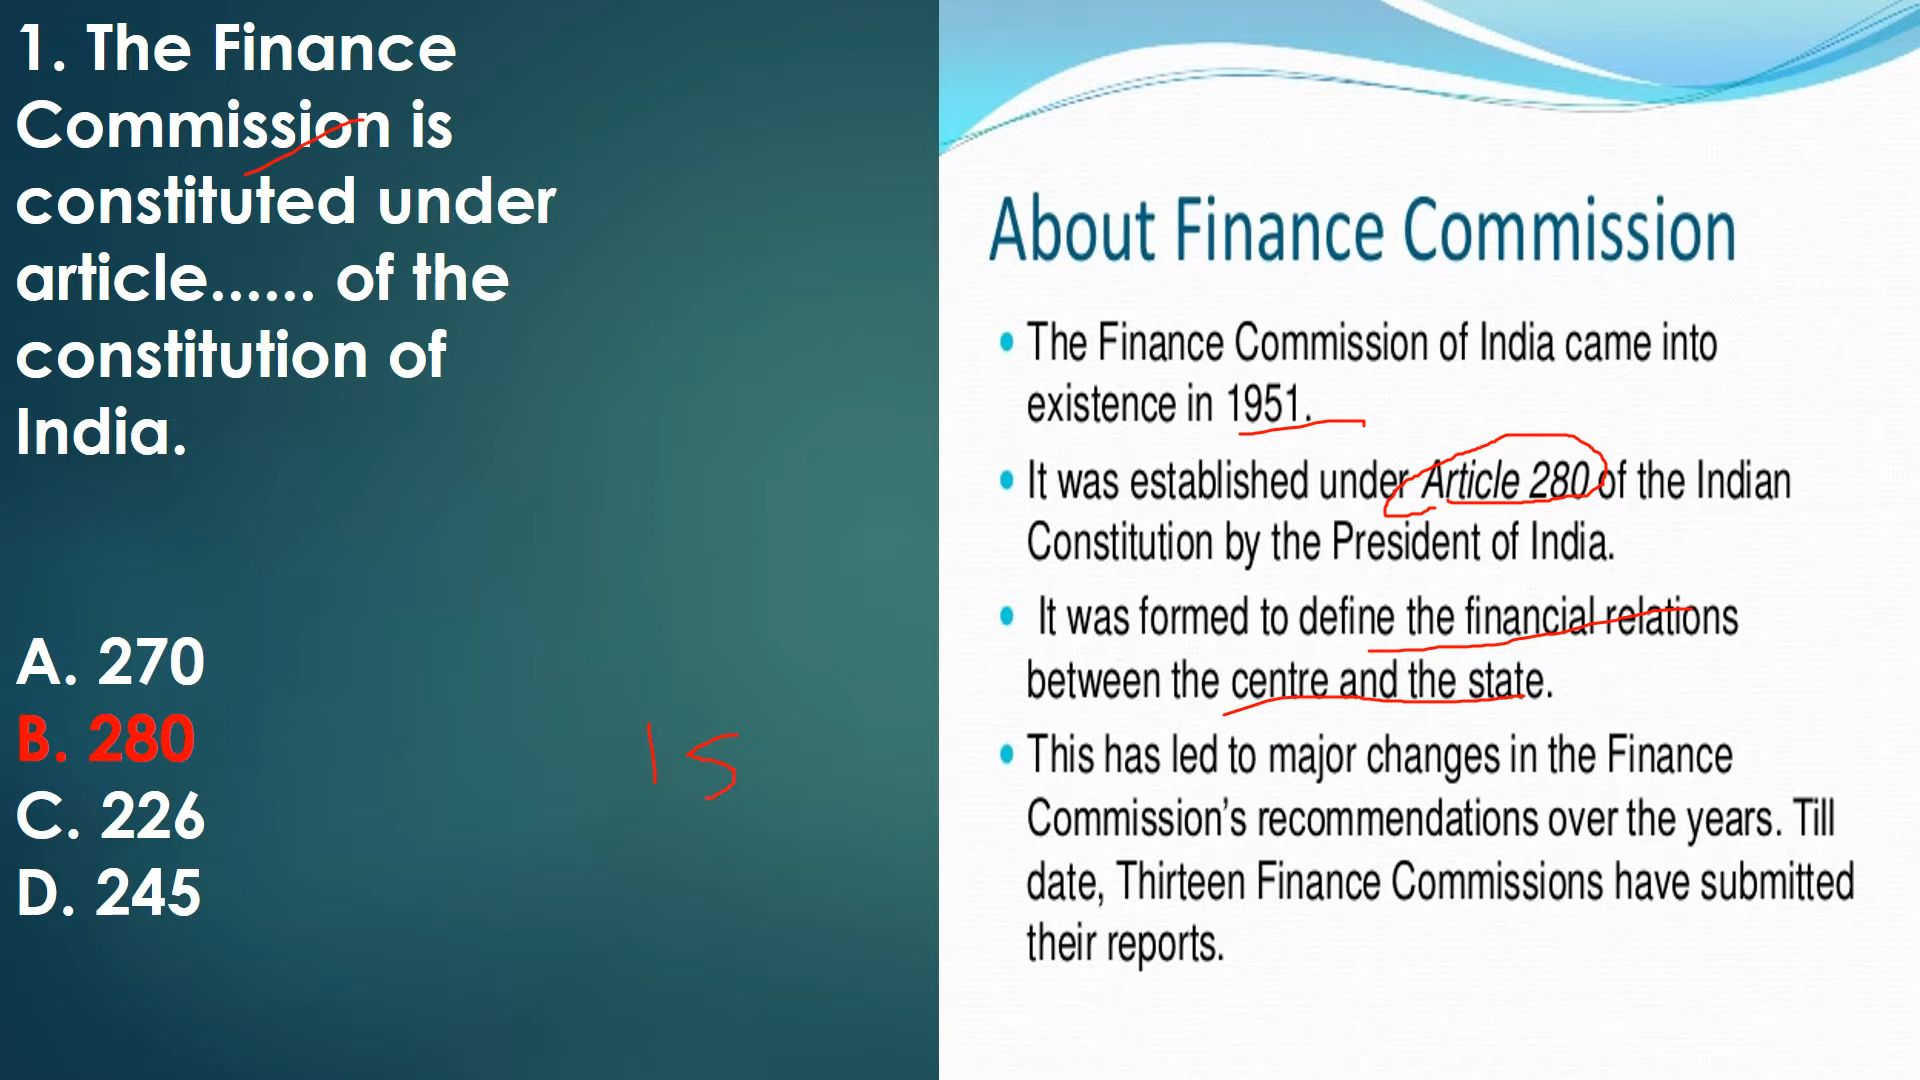 1. The Finance
Commission is
constituted under
article...... of the
constitution of
India.
A. 270
B. 280
C. 226
D. 245
15
About Finance Commission
• The Finance Commission of India came into
existence in 1951.
• It was established under Article 280 of the Indian
Constitution by the President of India.
• It was formed to define the financial relations
between the centre and the state.
• This has led to major changes in the Finance
Commission's recommendations over the years. Till
date, Thirteen Finance Commissions have submitted
their reports.